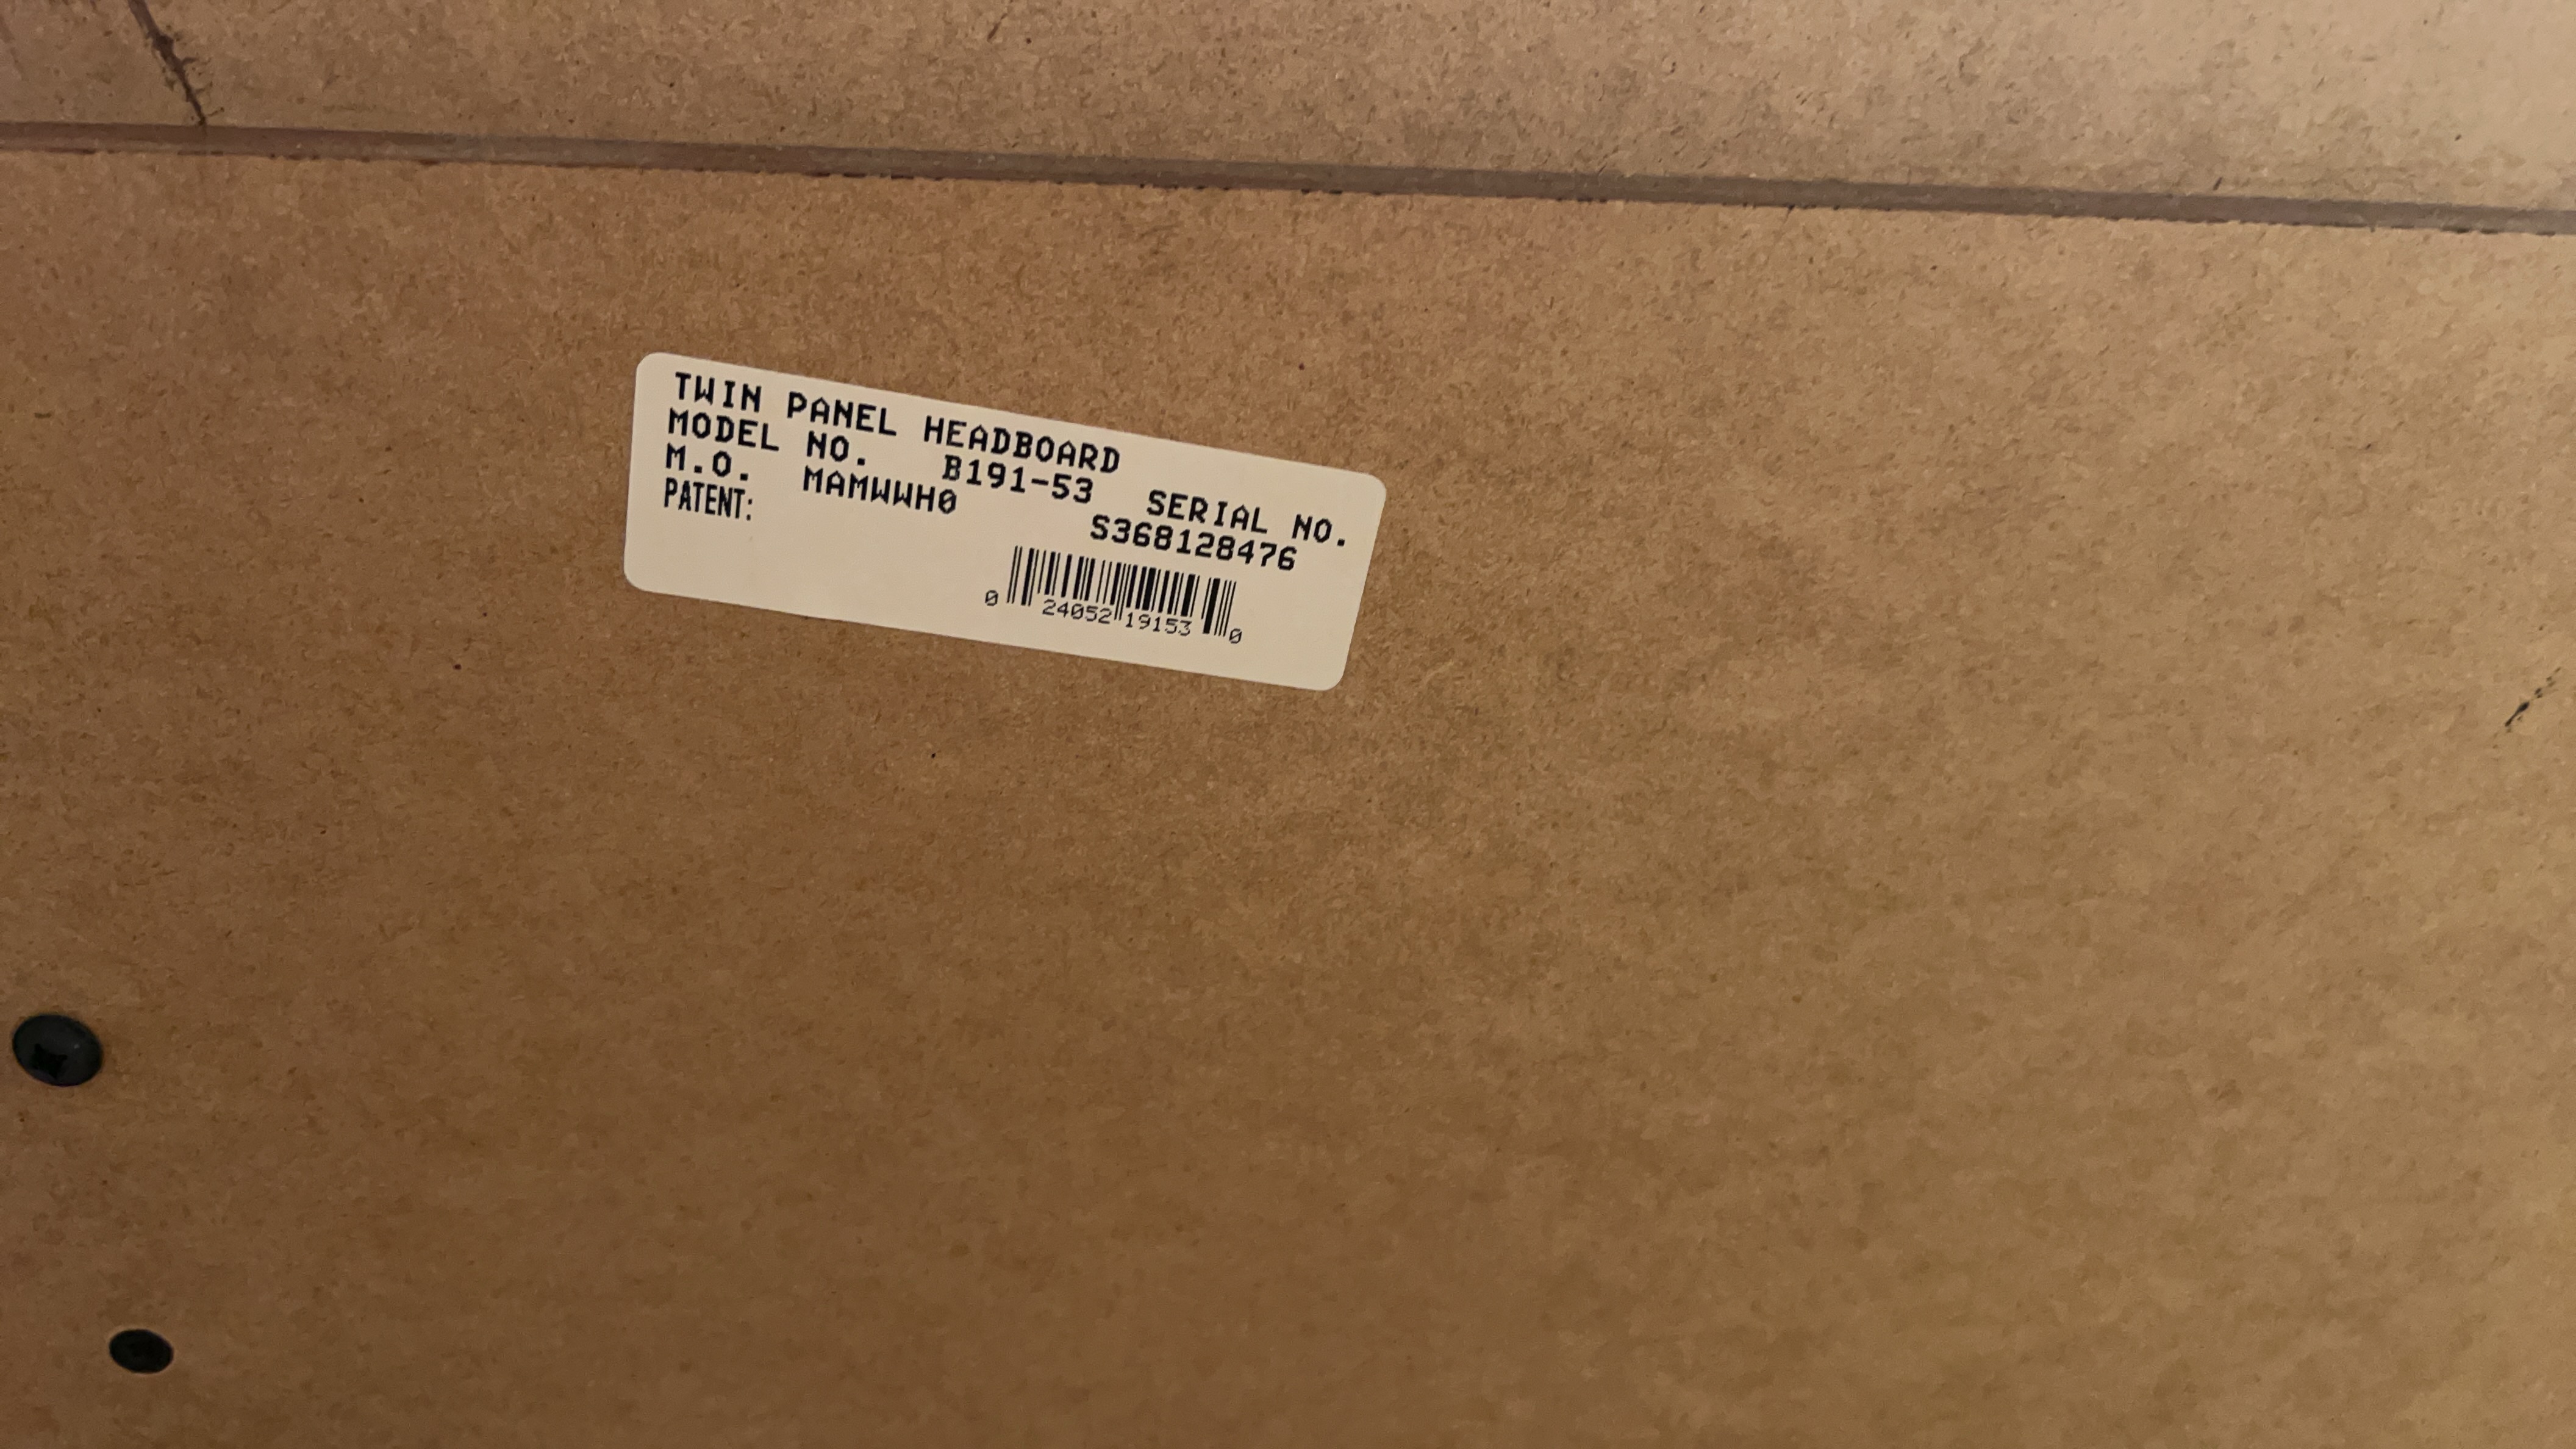 TWIN PANEL HEADBOARD
MODEL NO. B191-53 SERIAL NO.
M.O. MAMWWH0 S368128476
PATENT:
0 24052 19153 0